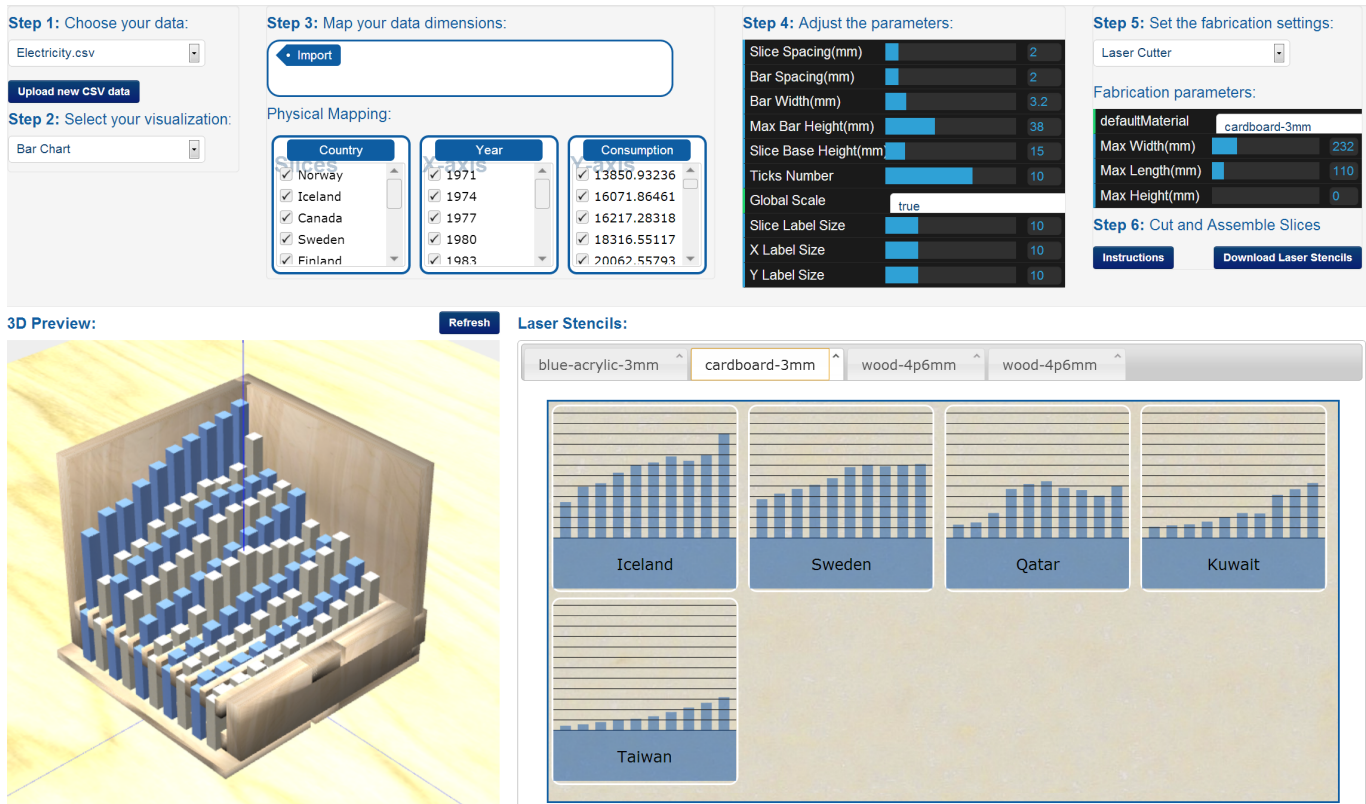 Step 1: Choose your data:
Electricity.csv
Upload new CSV data
Step 2: Select your visualization:
Bar Chart
Step 3: Map your data dimensions:
• Import
Physical Mapping:
Slices
Country
Norway
Iceland
Canada
Sweden
Finland
X-axis
Year
1971
1974
1977
1980
1983
Y-axis
Consumption
13850.93236
16071.86461
16217.28318
18316.55117
20062.55793
Step 4: Adjust the parameters:
Slice Spacing(mm) 2
Bar Spacing(mm) 2
Bar Width(mm) 3.2
Max Bar Height(mm) 38
Slice Base Height(mm) 15
Ticks Number 10
Global Scale true
Slice Label Size 10
X Label Size 10
Y Label Size 10
Step 5: Set the fabrication settings:
Laser Cutter
Fabrication parameters:
defaultMaterial cardboard-3mm
Max Width(mm) 232
Max Length(mm) 110
Max Height(mm) 0
Step 6: Cut and Assemble Slices
Instructions
Download Laser Stencils
3D Preview:
Refresh
Laser Stencils:
blue-acrylic-3mm
cardboard-3mm
wood-4p6mm
wood-4p6mm
Iceland
Sweden
Qatar
Kuwait
Taiwan